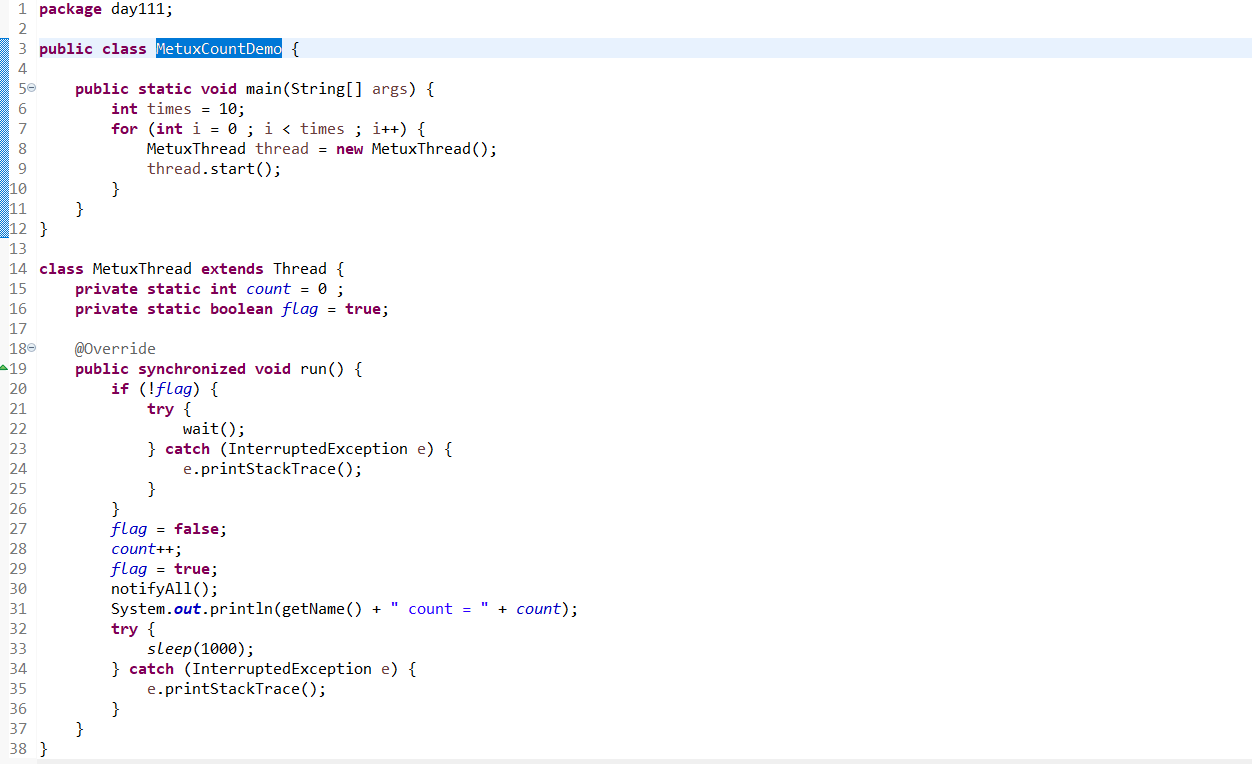 1 package day111;
2
3 public class MetuxCountDemo {
4
5     public static void main(String[] args) {
6         int times = 10;
7         for (int i = 0 ; i < times ; i++) {
8             MetuxThread thread = new MetuxThread();
9             thread.start();
10         }
11     }
12 }
13
14 class MetuxThread extends Thread {
15     private static int count = 0 ;
16     private static boolean flag = true;
17
18     @Override
19     public synchronized void run() {
20         if (!flag) {
21             try {
22                 wait();
23             } catch (InterruptedException e) {
24                 e.printStackTrace();
25             }
26         }
27         flag = false;
28         count++;
29         flag = true;
30         notifyAll();
31         System.out.println(getName() + " count = " + count);
32         try {
33             sleep(1000);
34         } catch (InterruptedException e) {
35             e.printStackTrace();
36         }
37     }
38 }